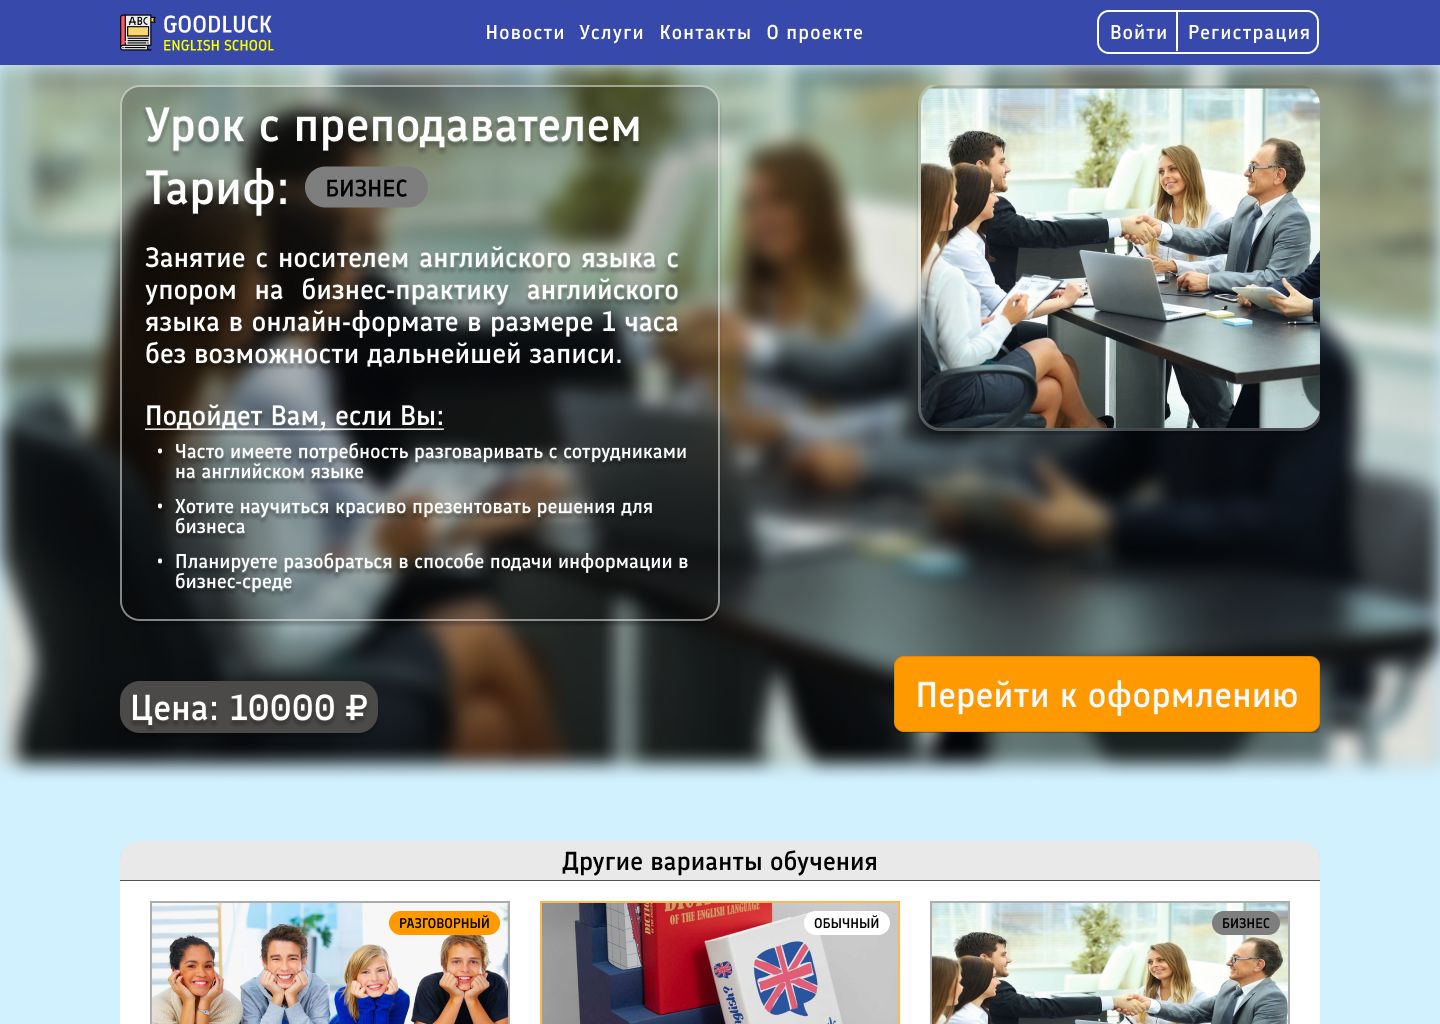 ABC
GOODLUCK
ENGLISH SCHOOL
Новости Услуги Контакты О проекте
Войти Регистрация
Урок с преподавателем
Тариф: БИЗНЕС
Занятие с носителем английского языка с
упором на бизнес-практику английского
языка в онлайн-формате в размере 1 часа
без возможности дальнейшей записи.
Подойдет Вам, если Вы:
• Часто имеете потребность разговаривать с сотрудниками
на английском языке
• Хотите научиться красиво презентовать решения для
бизнеса
• Планируете разобраться в способе подачи информации в
бизнес-среде
Цена: 10000 ₽
Перейти к оформлению
Другие варианты обучения
РАЗГОВОРНЫЙ
ОБЫЧНЫЙ
OF THE ENGLISH LANGUAGE
БИЗНЕС